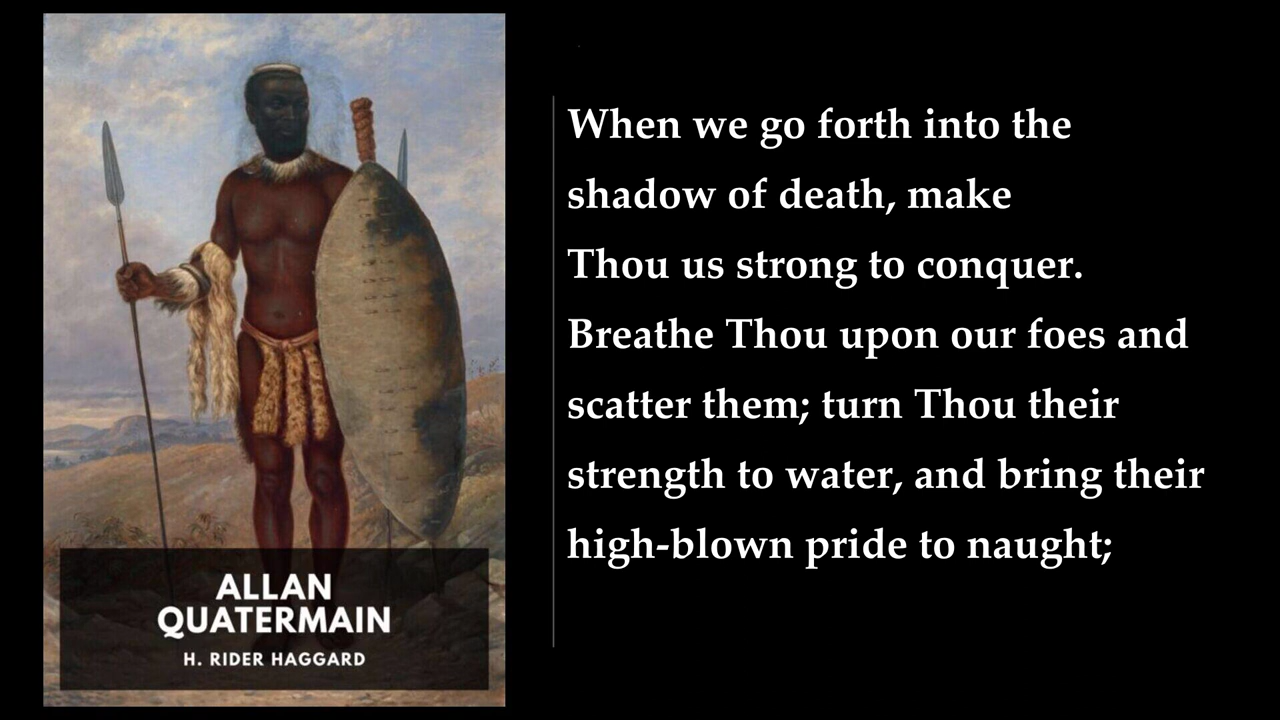 ALLAN
QUATERMAIN
H. RIDER HAGGARD
When we go forth into the
shadow of death, make
Thou us strong to conquer.
Breathe Thou upon our foes and
scatter them; turn Thou their
strength to water, and bring their
high-blown pride to naught;